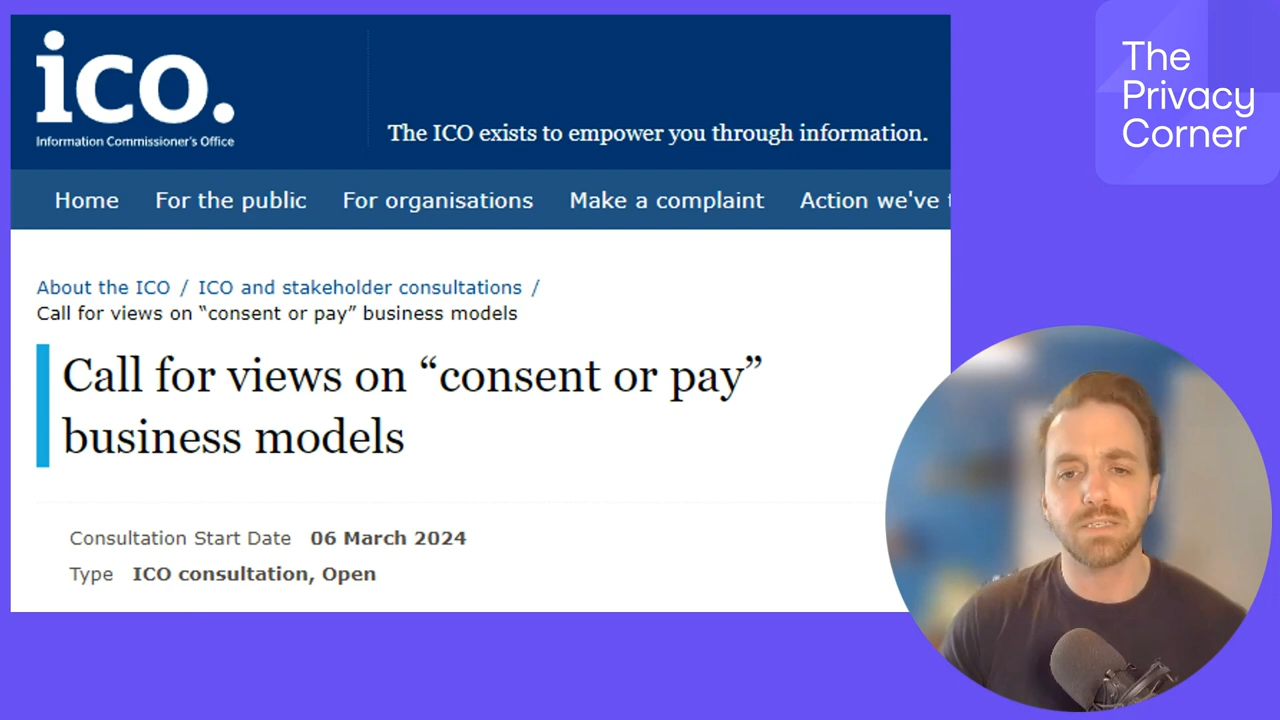 ico.
Information Commissioner's Office
The ICO exists to empower you through information.
The
Privacy
Corner
Home For the public For organisations Make a complaint Action we've
About the ICO / ICO and stakeholder consultations /
Call for views on “consent or pay” business models
Call for views on “consent or pay”
business models
Consultation Start Date 06 March 2024
Type ICO consultation, Open